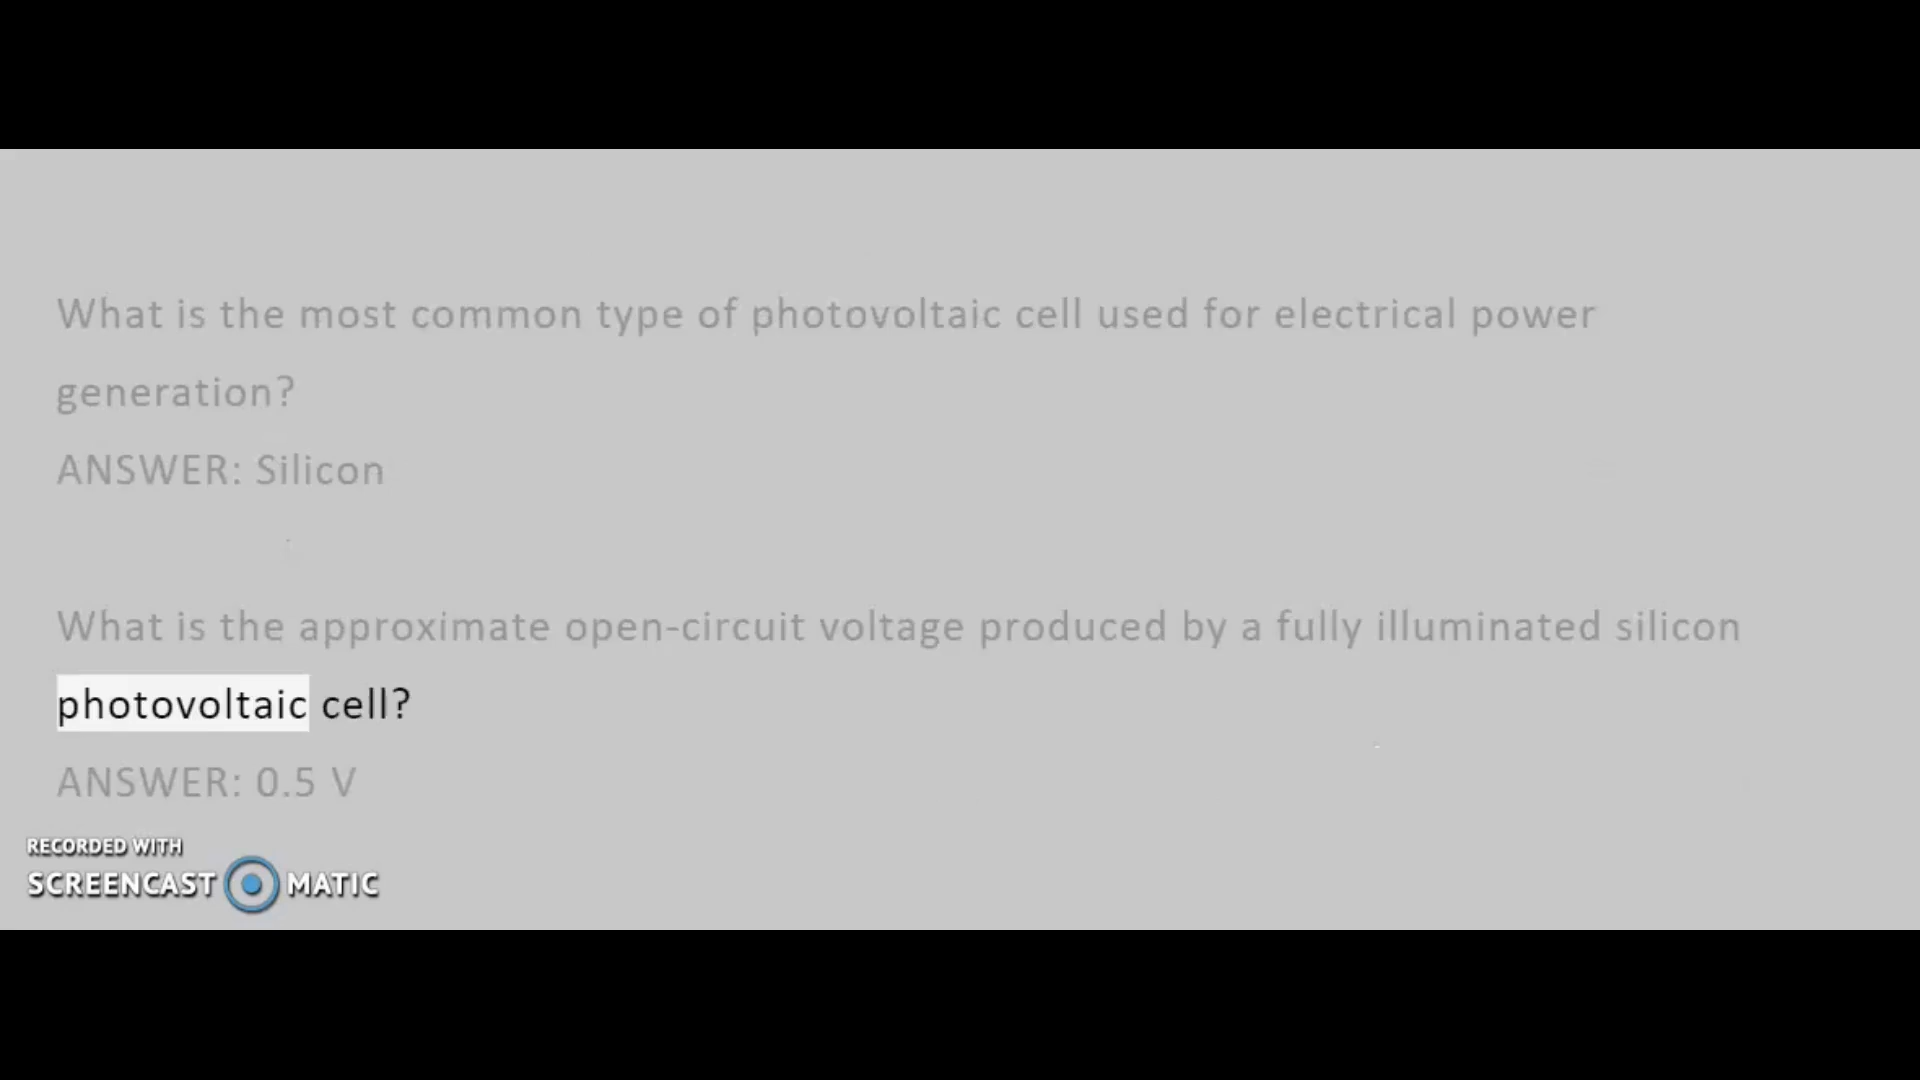 What is the most common type of photovoltaic cell used for electrical power
generation?
ANSWER: Silicon
What is the approximate open-circuit voltage produced by a fully illuminated silicon
photovoltaic cell?
ANSWER: 0.5 V
RECORDED WITH
SCREENCAST MATIC